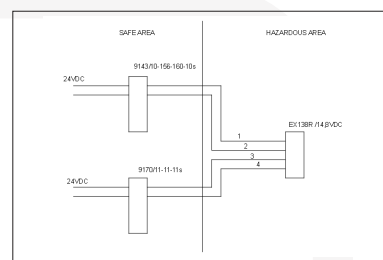 SAFE AREA
HAZARDOUS AREA
9143/10-156-160-10s
24VDC
EX13BR /14,8VDC
1
2
3
4
9170/11-11-11s
24VDC